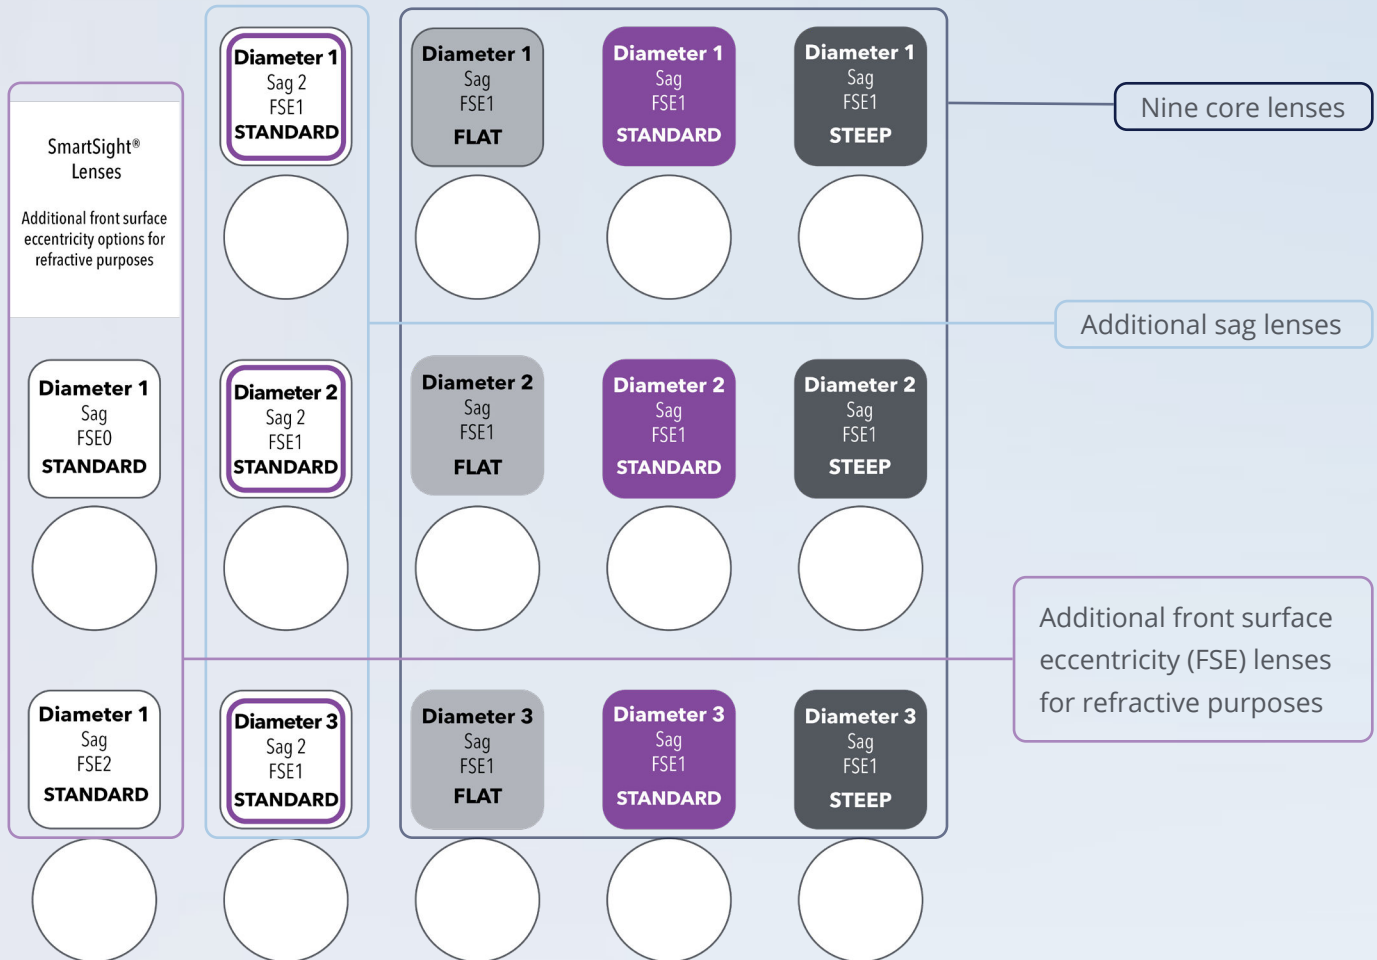 Diameter 1
Sag 2
FSE1
STANDARD
Diameter 1
Sag
FSE1
FLAT
Diameter 1
Sag
FSE1
STANDARD
Diameter 1
Sag
FSE1
STEEP
Nine core lenses
SmartSight®
Lenses
Additional front surface
eccentricity options for
refractive purposes
Additional sag lenses
Diameter 1
Sag
FSE0
STANDARD
Diameter 2
Sag 2
FSE1
STANDARD
Diameter 2
Sag
FSE1
FLAT
Diameter 2
Sag
FSE1
STANDARD
Diameter 2
Sag
FSE1
STEEP
Additional front surface
eccentricity (FSE) lenses
for refractive purposes
Diameter 1
Sag
FSE2
STANDARD
Diameter 3
Sag 2
FSE1
STANDARD
Diameter 3
Sag
FSE1
FLAT
Diameter 3
Sag
FSE1
STANDARD
Diameter 3
Sag
FSE1
STEEP